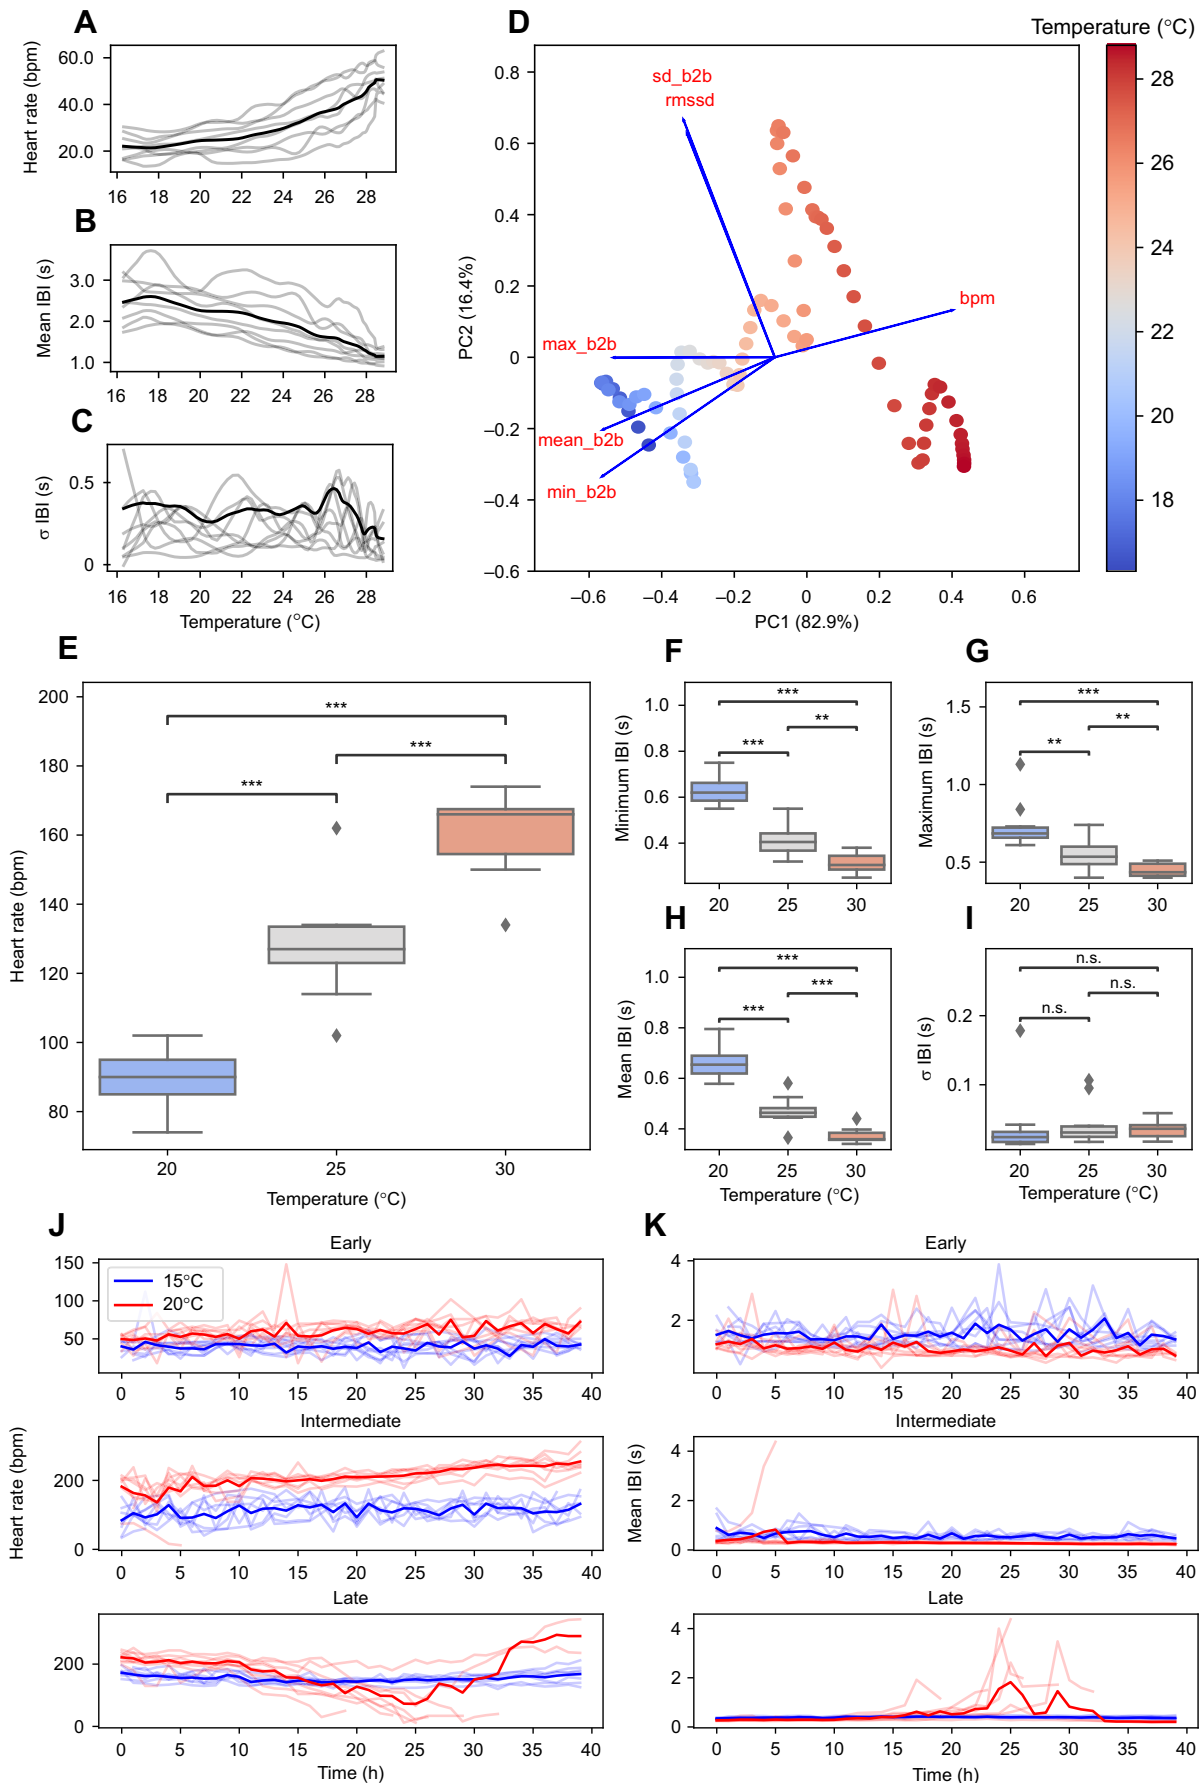 A
Heart rate (bpm)
60.0
40.0
20.0
16 18 20 22 24 26 28
B
Mean IBI (s)
3.0
2.0
1.0
16 18 20 22 24 26 28
C
σ IBI (s)
0.5
0
16 18 20 22 24 26 28
Temperature (°C)
D
Temperature (°C)
PC2 (16.4%)
0.8
0.6
0.4
0.2
0
–0.2
–0.4
–0.6
sd_b2b
rmssd
bpm
max_b2b
mean_b2b
min_b2b
–0.6 –0.4 –0.2 0 0.2 0.4 0.6
PC1 (82.9%)
28
26
24
22
20
18
E
Heart rate (bpm)
200
180
160
140
120
100
80
***
***
***
20 25 30
Temperature (°C)
F
Minimum IBI (s)
1.0
0.8
0.6
0.4
***
**
***
20 25 30
G
Maximum IBI (s)
1.5
1.0
0.5
***
**
**
20 25 30
H
Mean IBI (s)
1.0
0.8
0.6
0.4
***
***
***
20 25 30
Temperature (°C)
I
σ IBI (s)
0.2
0.1
n.s.
n.s.
n.s.
20 25 30
Temperature (°C)
J
Early
150
100
50
15°C
20°C
0 5 10 15 20 25 30 35 40
Intermediate
Heart rate (bpm)
200
0
0 5 10 15 20 25 30 35 40
Late
200
0
0 5 10 15 20 25 30 35 40
Time (h)
K
Early
4
2
0 5 10 15 20 25 30 35 40
Intermediate
Mean IBI (s)
4
2
0
0 5 10 15 20 25 30 35 40
Late
4
2
0
0 5 10 15 20 25 30 35 40
Time (h)